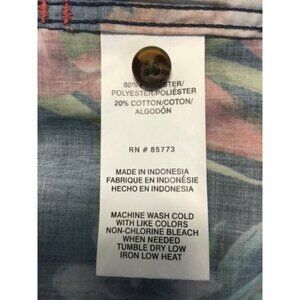 80%
POLYESTER/POLIÉSTER
20% COTTON/COTON/
ALGODÓN
RN # 85773
MADE IN INDONESIA
FABRIQUE EN INDONÉSIE
HECHO EN INDONESIA
MACHINE WASH COLD
WITH LIKE COLORS
NON-CHLORINE BLEACH
WHEN NEEDED
TUMBLE DRY LOW
IRON LOW HEAT